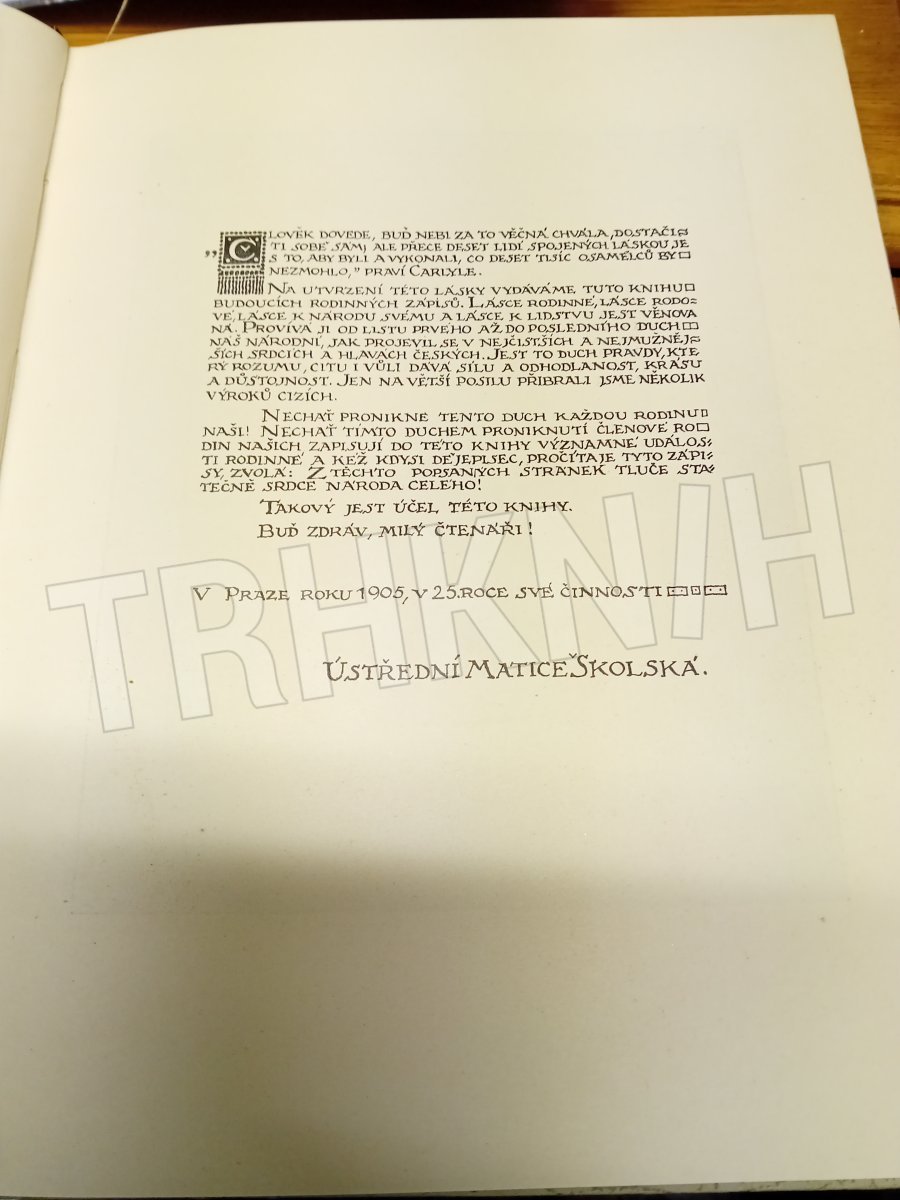 „ČLOVĚK DOVEDE, BUĎ NEBI ZA TO VĚČNÁ CHVÁLA, DOSTAČI=
TI SOBĚ SÁM; ALE PŘECE DESET LIDÍ SPOJENÝCH LÁSKOU JE
S TO, ABY BYLI A VYKONALI, CO DESET TISÍC OSAMĚLCŮ BY
NEZMOHLO,” PRAVÍ CARLYLE.
NA UTVRZENÍ TÉTO LÁSKY VYDÁVÁME TUTO KNIHU
BUDOUCÍCH RODINNÝCH ZÁPISŮ. LÁSCE RODINNÉ, LÁSCE RODO=
VÉ, LÁSCE K NÁRODU SVÉMU A LÁSCE K LIDSTVU JEST VĚNOVA
NÁ. PROVÍVÁ JI OD LISTU PRVÉHO AŽ DO POSLEDNÍHO DUCH
NÁŠ NÁRODNÍ, JAK PROJEVIL SE V NEJČISTŠÍCH A NEJMUŽNĚJ=
ŠÍCH SRDCÍCH A HLAVÁCH ČESKÝCH. JEST TO DUCH PRAVDY, KTE
RÝ ROZUMU, CITU I VŮLI DÁVÁ SÍLU A ODHODLANOST, KRÁSU
A DŮSTOJNOST. JEN NA VĚTŠÍ POSILU PŘIBRALI JSME NĚKOLIK
VÝROKŮ CIZÍCH.
NECHAŤ PRONIKNE TENTO DUCH KAŽDOU RODINU
NAŠI! NECHAŤ TÍMTO DUCHEM PRONIKNUTÍ ČLENOVÉ RO
DIN NAŠICH ZAPISUJÍ DO TÉTO KNIHY VÝZNAMNÉ UDÁLOS=
TI RODINNÉ, A KÉŽ KDYSI DĚJEPISEC, PROČÍTAJE TYTO ZÁPI=
SY, ZVOLÁ: Z TĚCHTO POPSANÝCH STRÁNEK TLUČE STA=
TEČNÉ SRDCE NÁRODA CELÉHO!
TAKOVÝ JEST ÚČEL TÉTO KNIHY.
BUĎ ZDRÁV, MILÝ ČTENÁŘI!
V PRAZE ROKU 1905, V 25. ROCE SVÉ ČINNOSTI
ÚSTŘEDNÍ MATICE ŠKOLSKÁ.
TRHKNIH